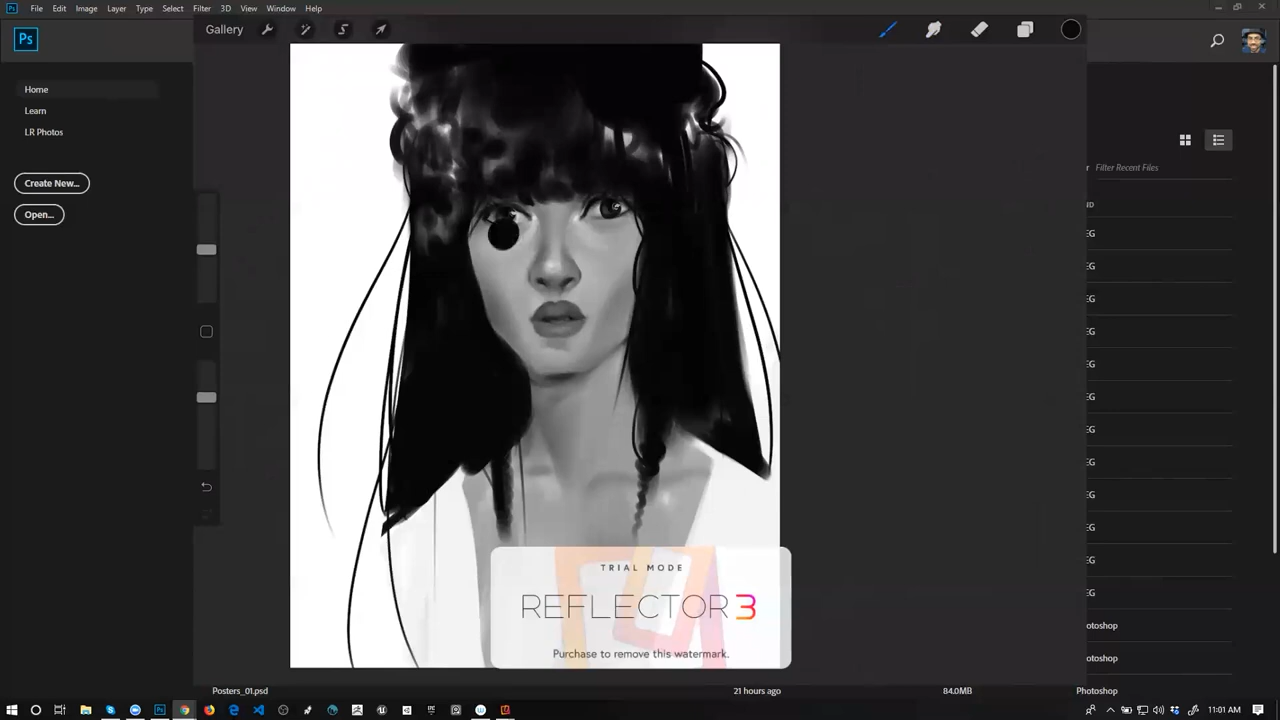 Ps
File
Edit
Image
Layer
Type
Select
Filter
3D
View
Window
Help
Gallery
Ps
Home
Learn
LR Photos
Create New...
Open...
Filter Recent Files
TRIAL MODE
REFLECTOR 3
Purchase to remove this watermark.
Posters_01.psd
21 hours ago
84.0MB
Photoshop
11:01 AM